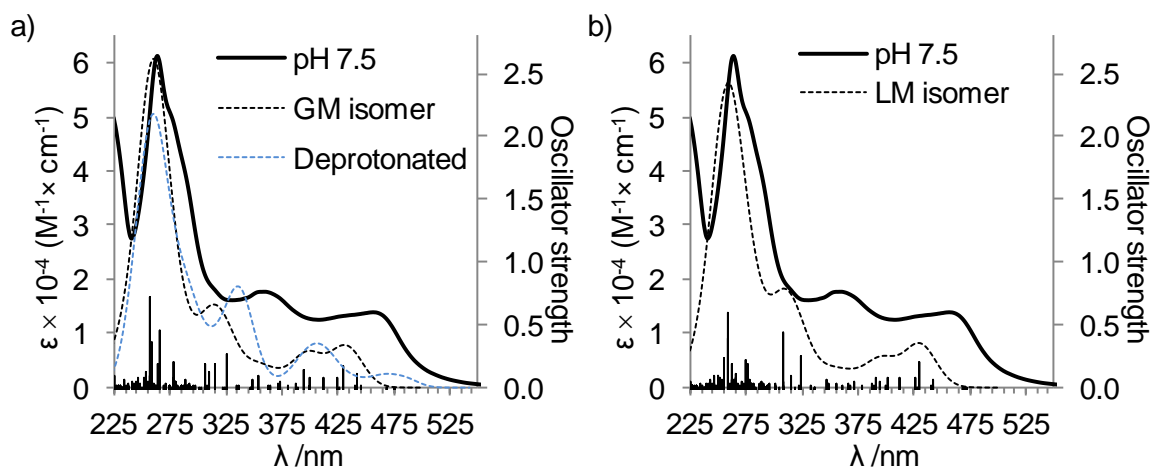 a)
6
5
4
3
2
1
0
ε × 10⁻⁴ (M⁻¹× cm⁻¹)
pH 7.5
GM isomer
Deprotonated
2.5
2.0
1.5
1.0
0.5
0.0
Oscillator strength
225 275 325 375 425 475 525
λ /nm
b)
6
5
4
3
2
1
0
ε × 10⁻⁴ (M⁻¹× cm⁻¹)
pH 7.5
LM isomer
2.5
2.0
1.5
1.0
0.5
0.0
Oscillator strength
225 275 325 375 425 475 525
λ /nm